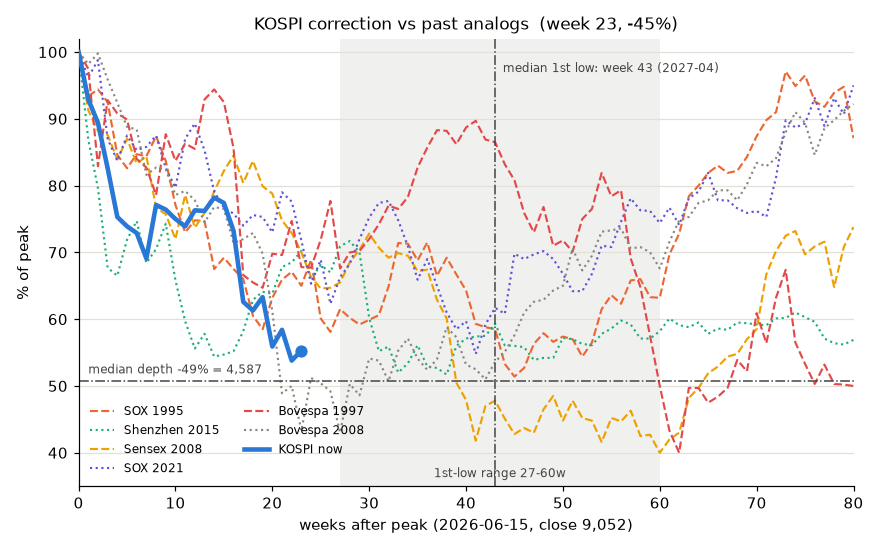 KOSPI correction vs past analogs  (week 23, -45%)
median 1st low: week 43 (2027-04)
100
90
80
70
60
50
40
% of peak
median depth -49% = 4,587
SOX 1995
Shenzhen 2015
Sensex 2008
SOX 2021
Bovespa 1997
Bovespa 2008
KOSPI now
1st-low range 27-60w
0 10 20 30 40 50 60 70 80
weeks after peak (2026-06-15, close 9,052)